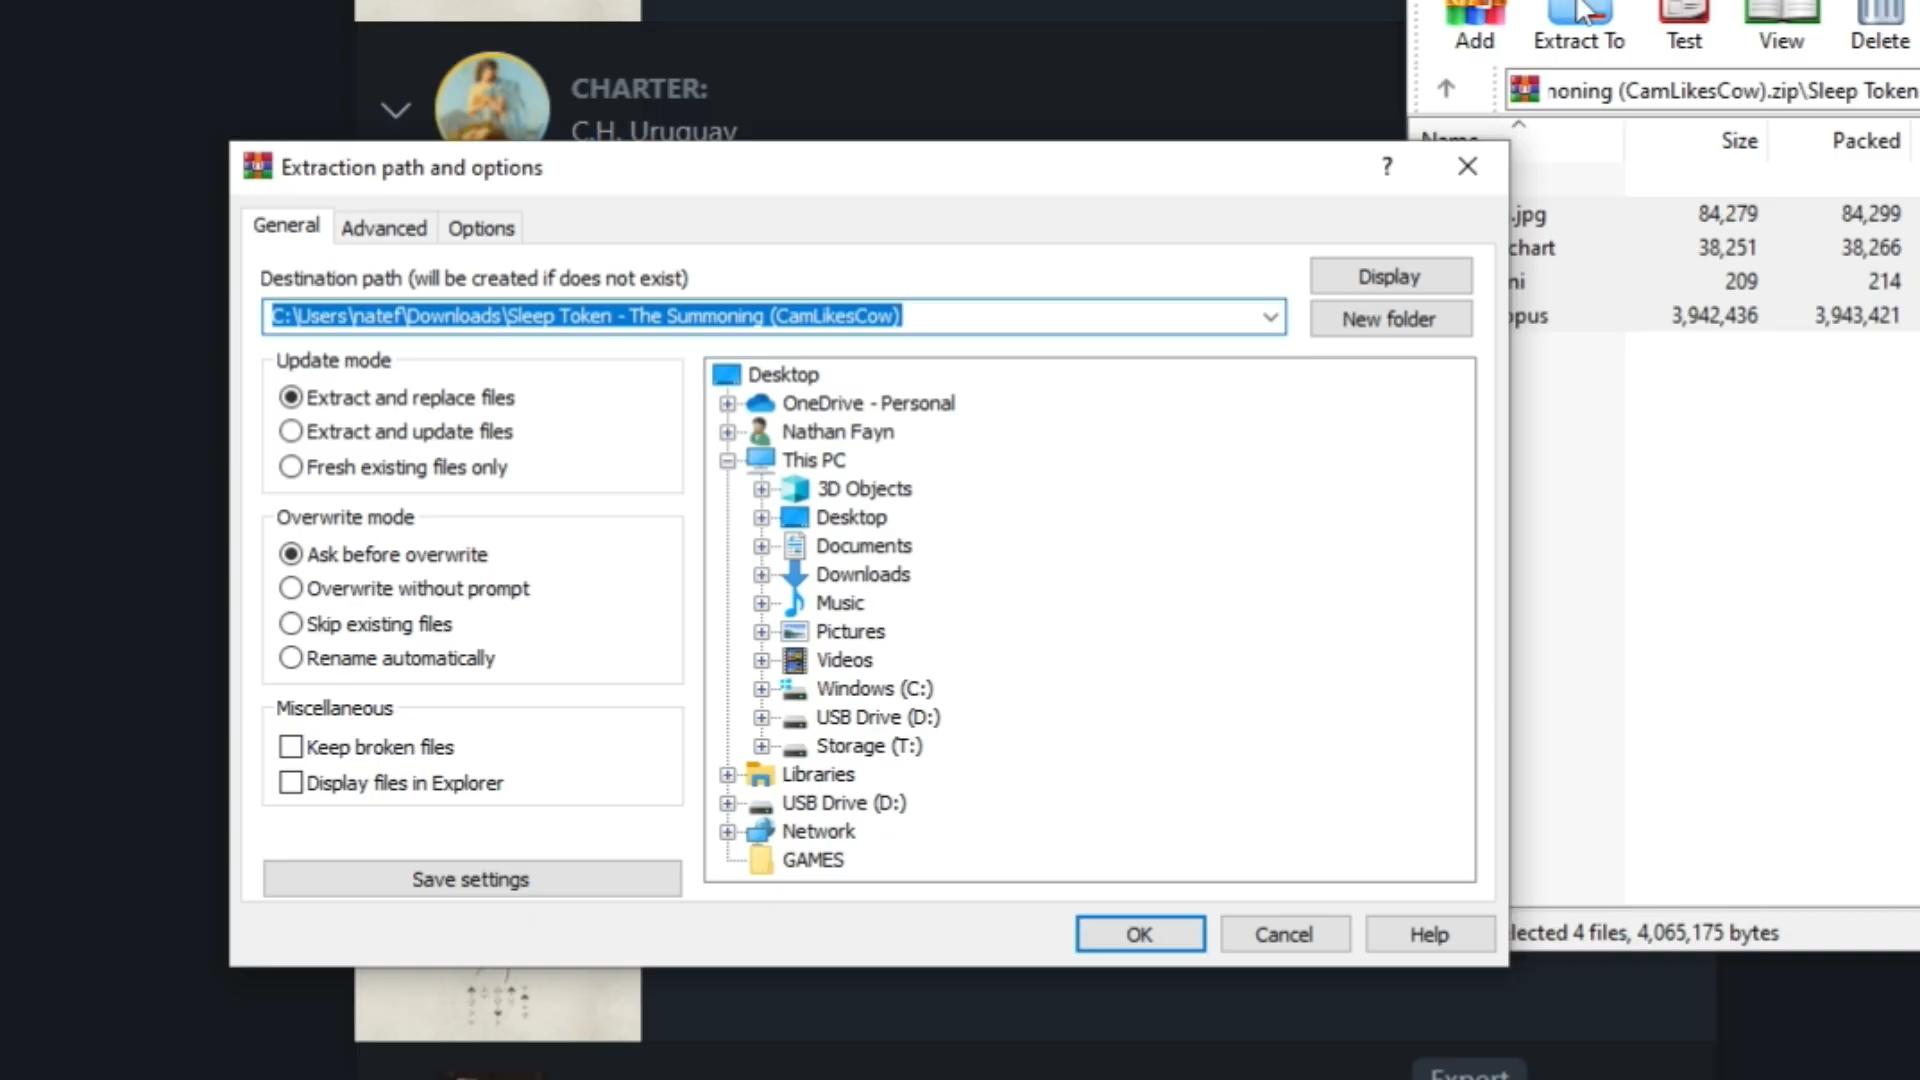 CHARTER:
C.H. Uruguay
Add
Extract To
Test
View
Delete
noning (CamLikesCow).zip\Sleep Token
Name
Size
Packed
.jpg
84,279
84,299
chart
38,251
38,266
ni
209
214
opus
3,942,436
3,943,421
Extraction path and options
?
General
Advanced
Options
Destination path (will be created if does not exist)
Display
C:\Users\natef\Downloads\Sleep Token - The Summoning (CamLikesCow)
New folder
Update mode
Extract and replace files
Extract and update files
Fresh existing files only
Overwrite mode
Ask before overwrite
Overwrite without prompt
Skip existing files
Rename automatically
Miscellaneous
Keep broken files
Display files in Explorer
Save settings
Desktop
OneDrive - Personal
Nathan Fayn
This PC
3D Objects
Desktop
Documents
Downloads
Music
Pictures
Videos
Windows (C:)
USB Drive (D:)
Storage (T:)
Libraries
USB Drive (D:)
Network
GAMES
OK
Cancel
Help
lected 4 files, 4,065,175 bytes
Export